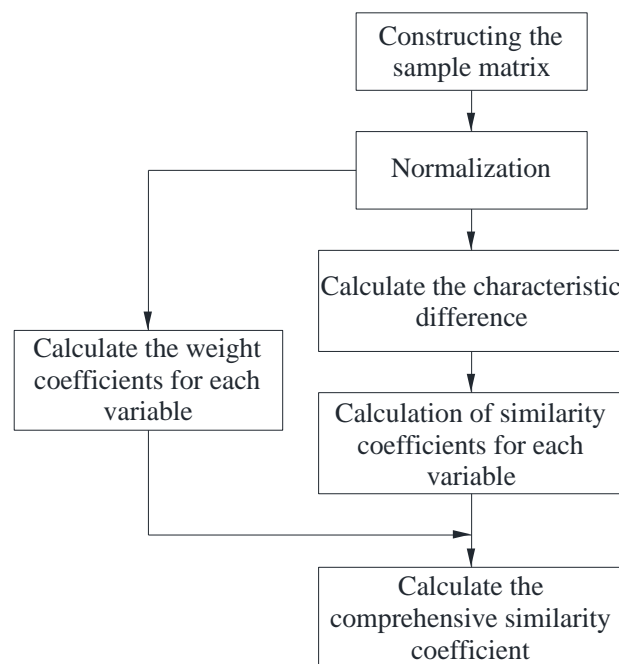 Constructing the
sample matrix
Normalization
Calculate the characteristic
difference
Calculate the weight
coefficients for each
variable
Calculation of similarity
coefficients for each
variable
Calculate the
comprehensive similarity
coefficient